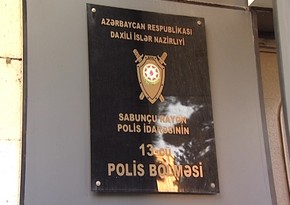 AZƏRBAYCAN RESPUBLİKASI
DAXİLİ İŞLƏR NAZİRLİYİ
SABUNÇU RAYON
POLİS İDARƏSİNİN
13-cü
POLİS BÖLMƏSİ